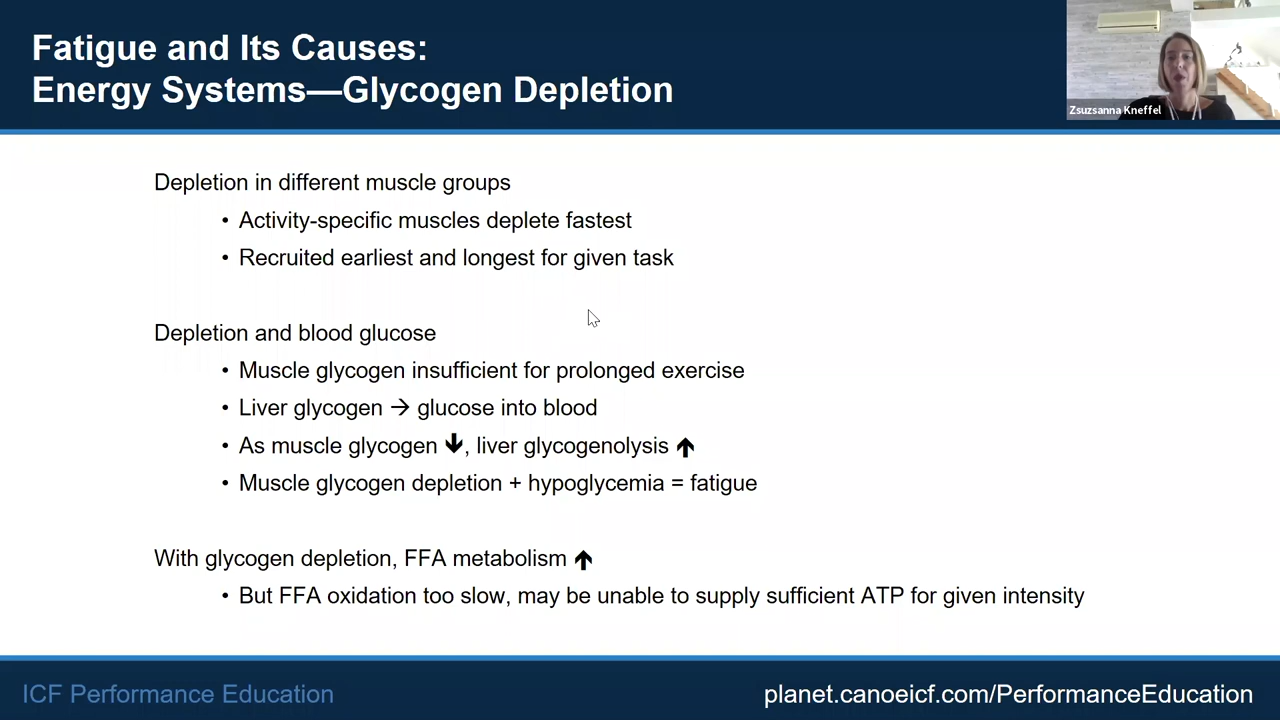 Fatigue and Its Causes:
Energy Systems—Glycogen Depletion
Zsuzsanna Kneffel
Depletion in different muscle groups
• Activity-specific muscles deplete fastest
• Recruited earliest and longest for given task
Depletion and blood glucose
• Muscle glycogen insufficient for prolonged exercise
• Liver glycogen → glucose into blood
• As muscle glycogen 🡻, liver glycogenolysis 🡹
• Muscle glycogen depletion + hypoglycemia = fatigue
With glycogen depletion, FFA metabolism 🡹
• But FFA oxidation too slow, may be unable to supply sufficient ATP for given intensity
ICF Performance Education
planet.canoeicf.com/PerformanceEducation